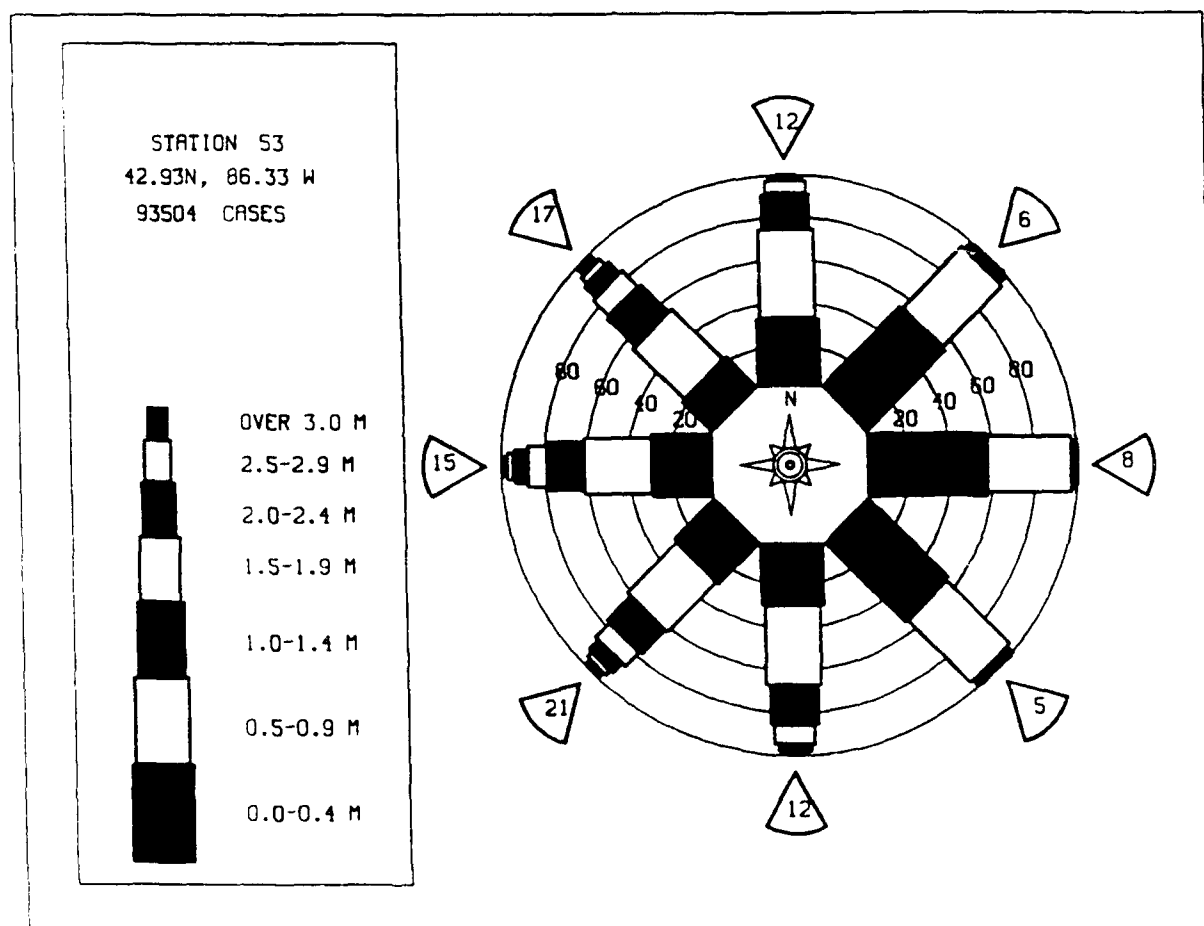 STATION S3
42.93N, 86.33 W
93504 CASES
OVER 3.0 M
2.5-2.9 M
2.0-2.4 M
1.5-1.9 M
1.0-1.4 M
0.5-0.9 M
0.0-0.4 M
12
17
6
80
60
40
20
N
20
40
60
80
15
8
21
5
12